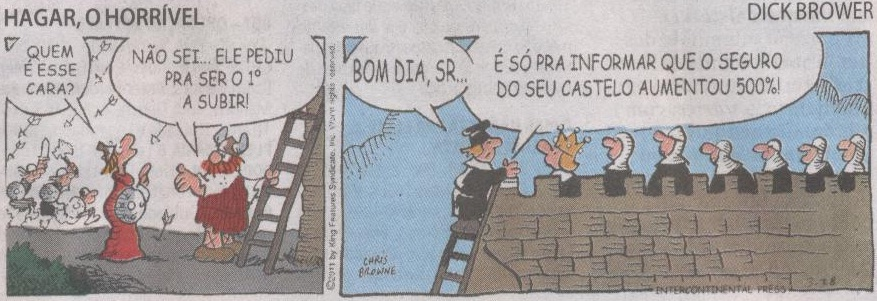 HAGAR, O HORRÍVEL
DICK BROWER
QUEM
É ESSE
CARA?
NÃO SEI... ELE PEDIU
PRA SER O 1º
A SUBIR!
©2011 by King Features Syndicate, Inc. World rights reserved.
BOM DIA, SR...
É SÓ PRA INFORMAR QUE O SEGURO
DO SEU CASTELO AUMENTOU 500%!
CHRIS
BROWNE
INTERCONTINENTAL PRESS
3-28